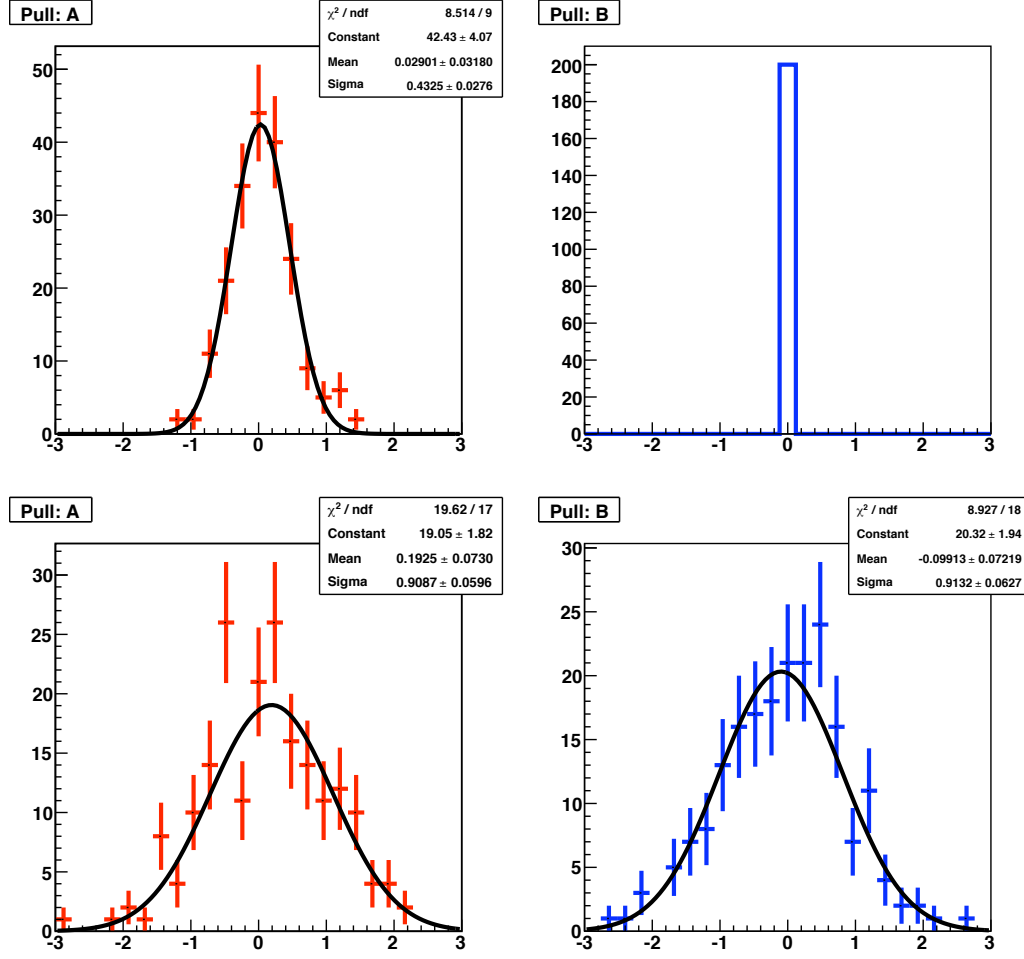 Pull: A
χ² / ndf 8.514 / 9
Constant 42.43 ± 4.07
Mean 0.02901 ± 0.03180
Sigma 0.4325 ± 0.0276
50
40
30
20
10
0
-3 -2 -1 0 1 2 3
Pull: B
200
180
160
140
120
100
80
60
40
20
0
-3 -2 -1 0 1 2 3
Pull: A
χ² / ndf 19.62 / 17
Constant 19.05 ± 1.82
Mean 0.1925 ± 0.0730
Sigma 0.9087 ± 0.0596
30
25
20
15
10
5
0
-3 -2 -1 0 1 2 3
Pull: B
χ² / ndf 8.927 / 18
Constant 20.32 ± 1.94
Mean -0.09913 ± 0.07219
Sigma 0.9132 ± 0.0627
30
25
20
15
10
5
0
-3 -2 -1 0 1 2 3